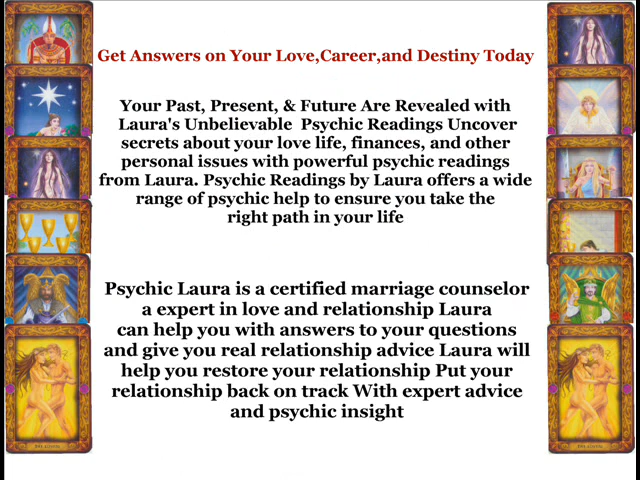 Get Answers on Your Love,Career,and Destiny Today
Your Past, Present, & Future Are Revealed with
Laura's Unbelievable  Psychic Readings Uncover
secrets about your love life, finances, and other
personal issues with powerful psychic readings
from Laura. Psychic Readings by Laura offers a wide
range of psychic help to ensure you take the
right path in your life
Psychic Laura is a certified marriage counselor
a expert in love and relationship Laura
can help you with answers to your questions
and give you real relationship advice Laura will
help you restore your relationship Put your
relationship back on track With expert advice
and psychic insight